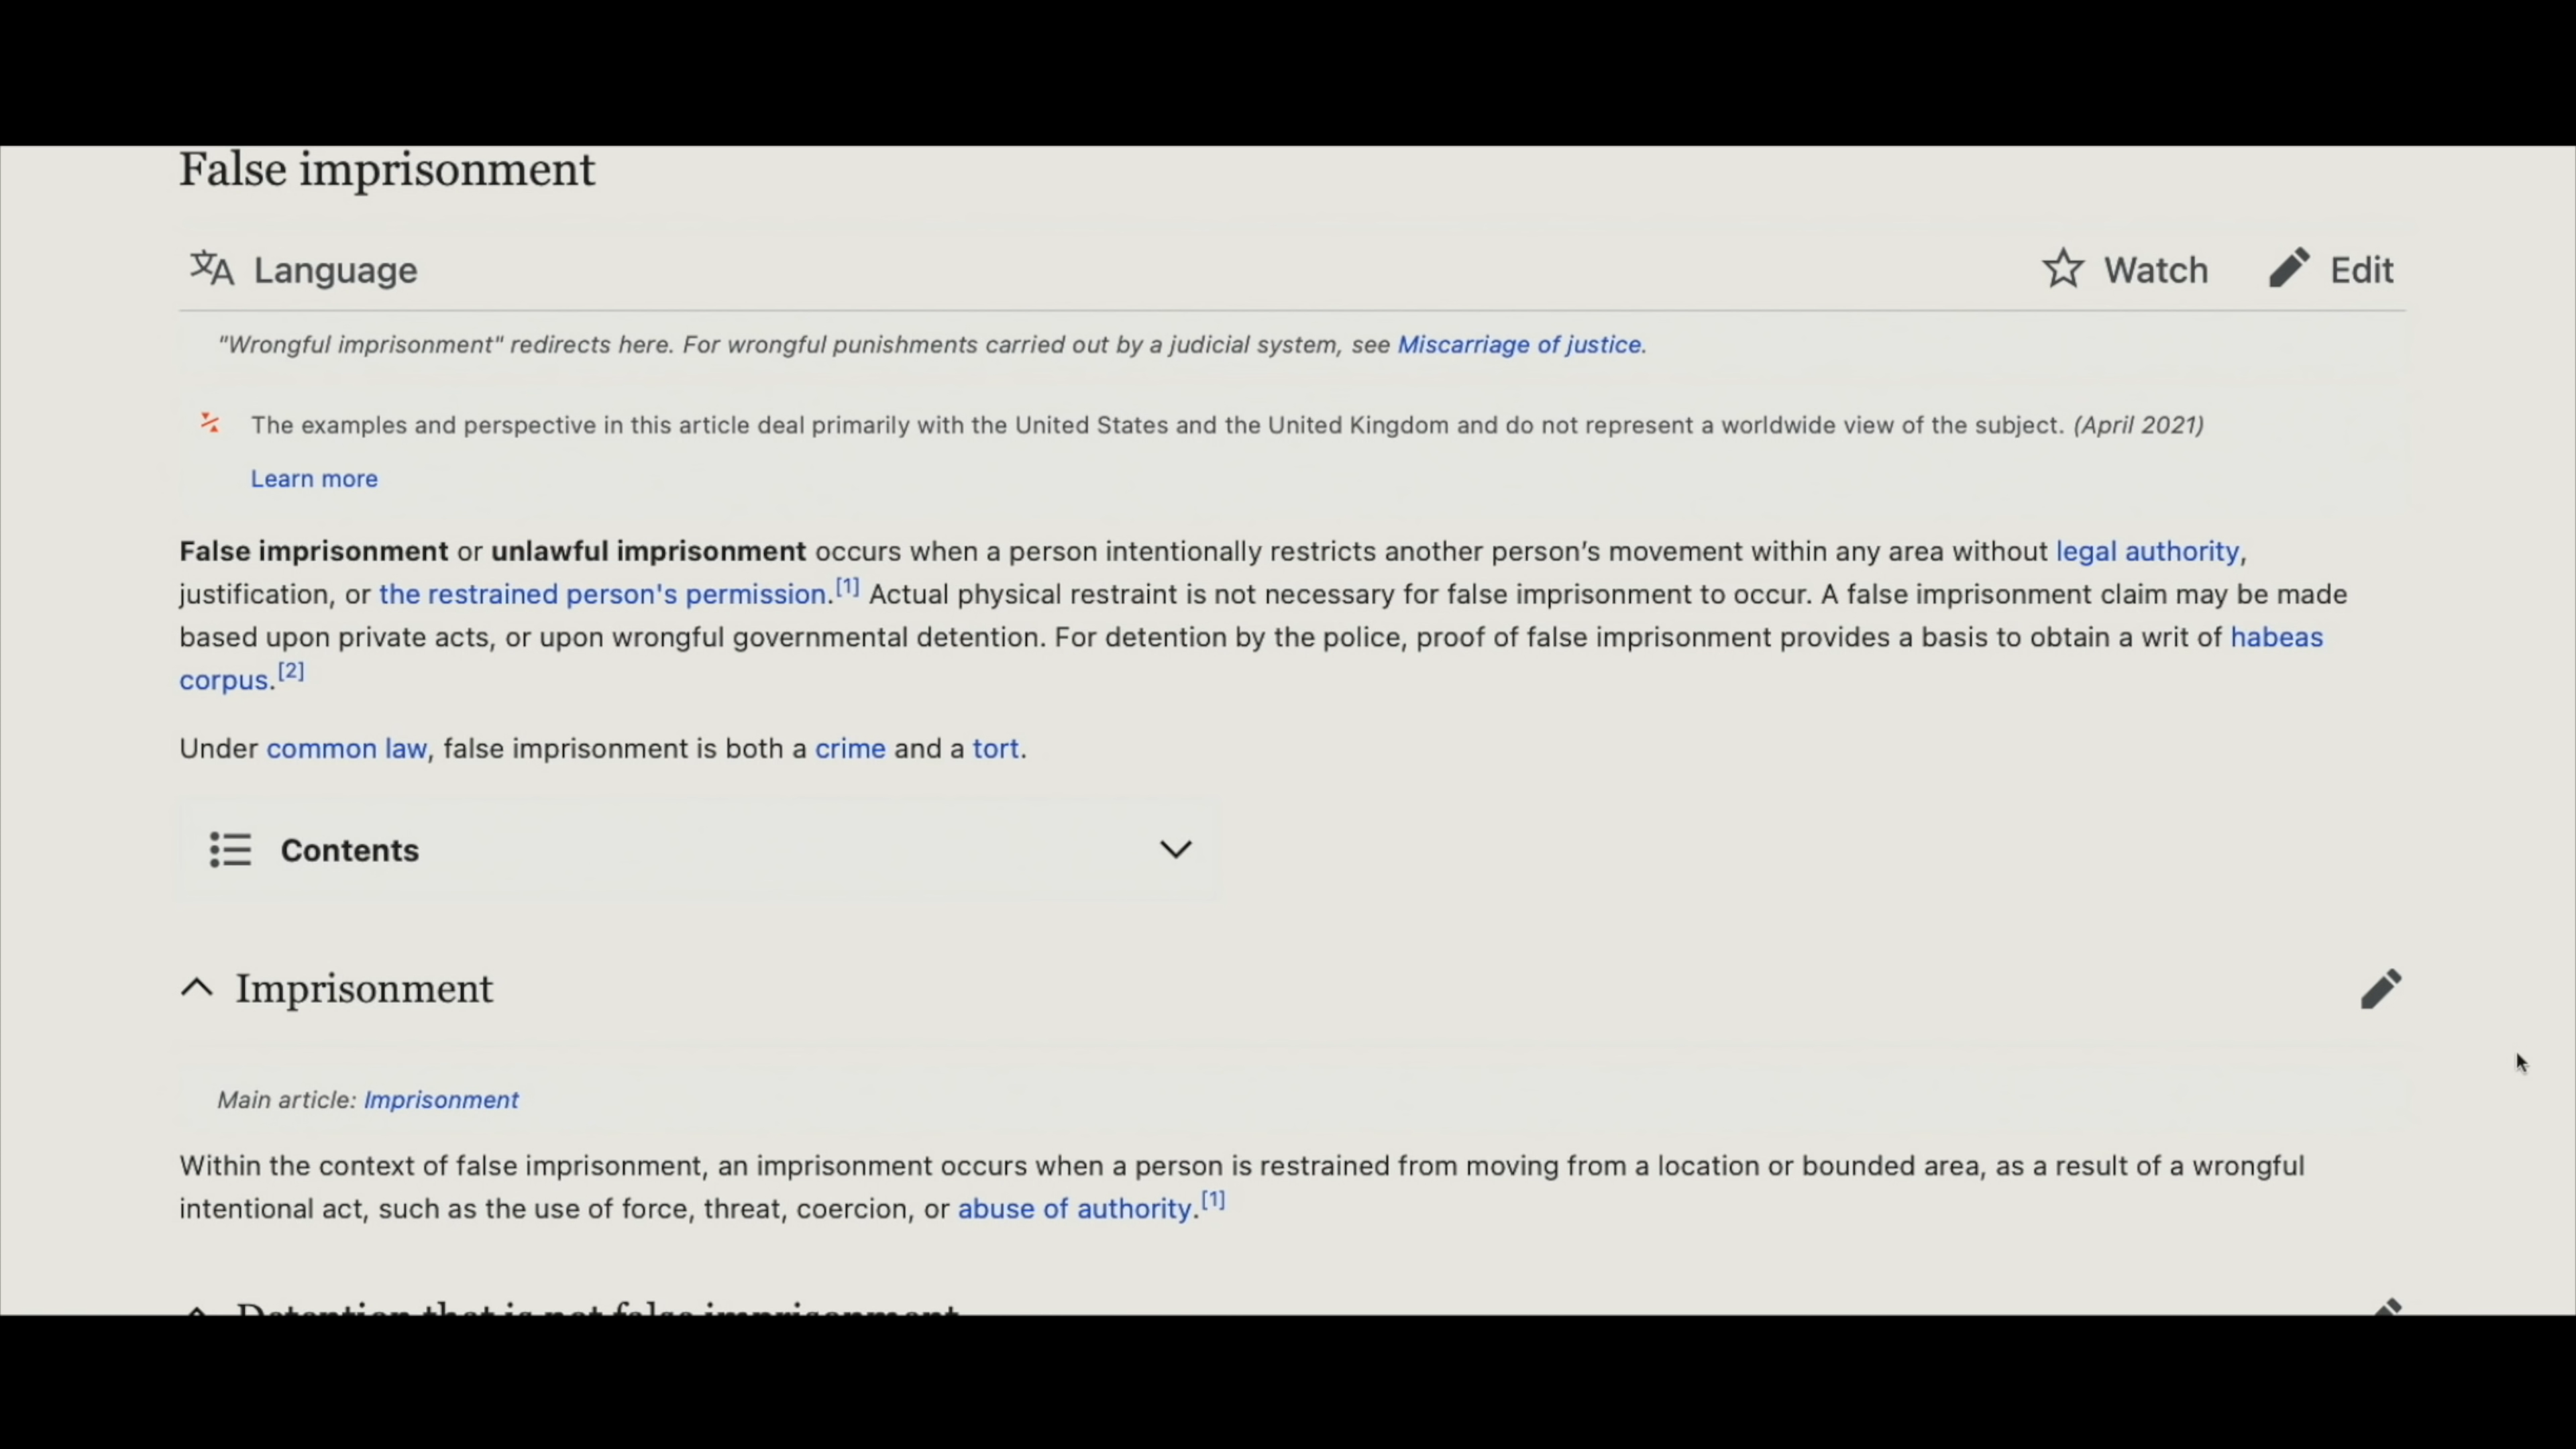 False imprisonment
Language
Watch
Edit
"Wrongful imprisonment" redirects here. For wrongful punishments carried out by a judicial system, see Miscarriage of justice.
The examples and perspective in this article deal primarily with the United States and the United Kingdom and do not represent a worldwide view of the subject. (April 2021)
Learn more
False imprisonment or unlawful imprisonment occurs when a person intentionally restricts another person’s movement within any area without legal authority,
justification, or the restrained person's permission.[1] Actual physical restraint is not necessary for false imprisonment to occur. A false imprisonment claim may be made
based upon private acts, or upon wrongful governmental detention. For detention by the police, proof of false imprisonment provides a basis to obtain a writ of habeas
corpus.[2]
Under common law, false imprisonment is both a crime and a tort.
Contents
Imprisonment
Main article: Imprisonment
Within the context of false imprisonment, an imprisonment occurs when a person is restrained from moving from a location or bounded area, as a result of a wrongful
intentional act, such as the use of force, threat, coercion, or abuse of authority.[1]
Detention that is not false imprisonment